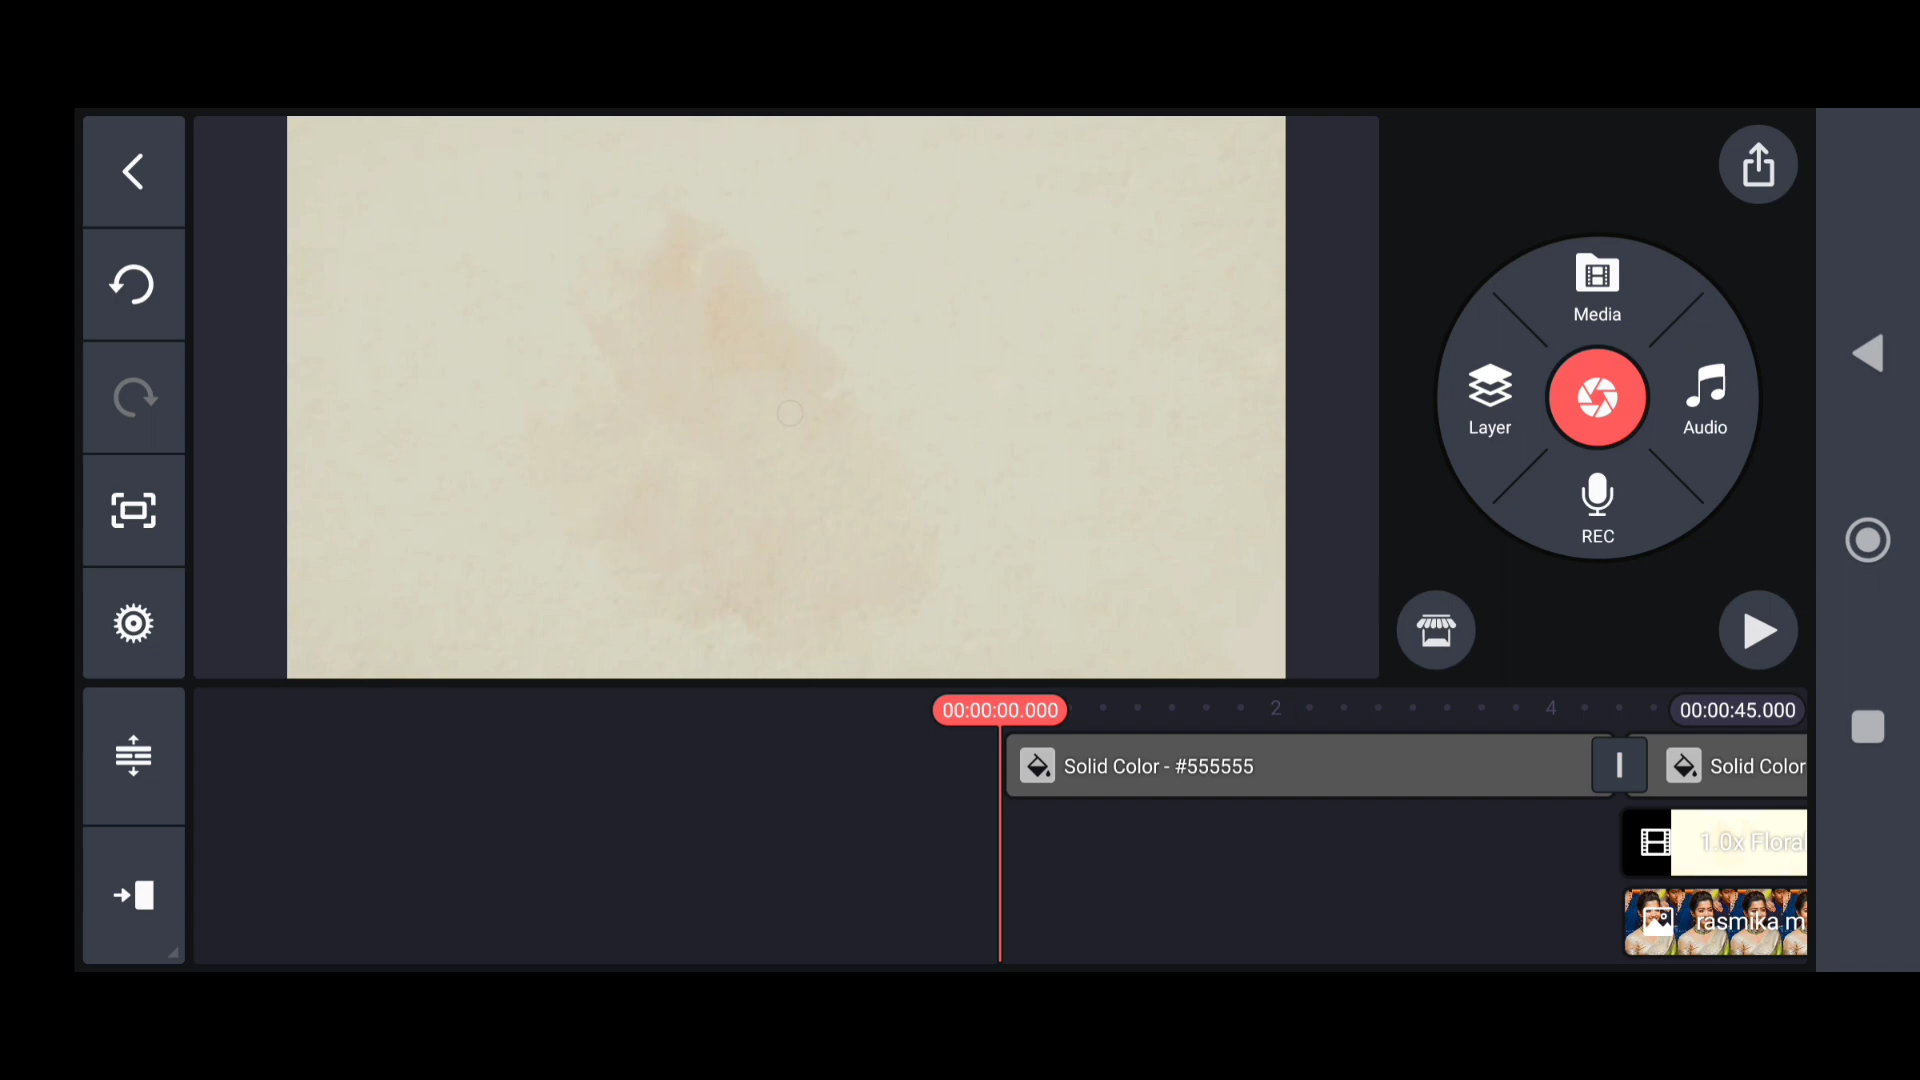 Media
Layer
Audio
REC
00:00:00.000
2
4
00:00:45.000
Solid Color - #555555
Solid Color
1.0x Floral
rasmika m